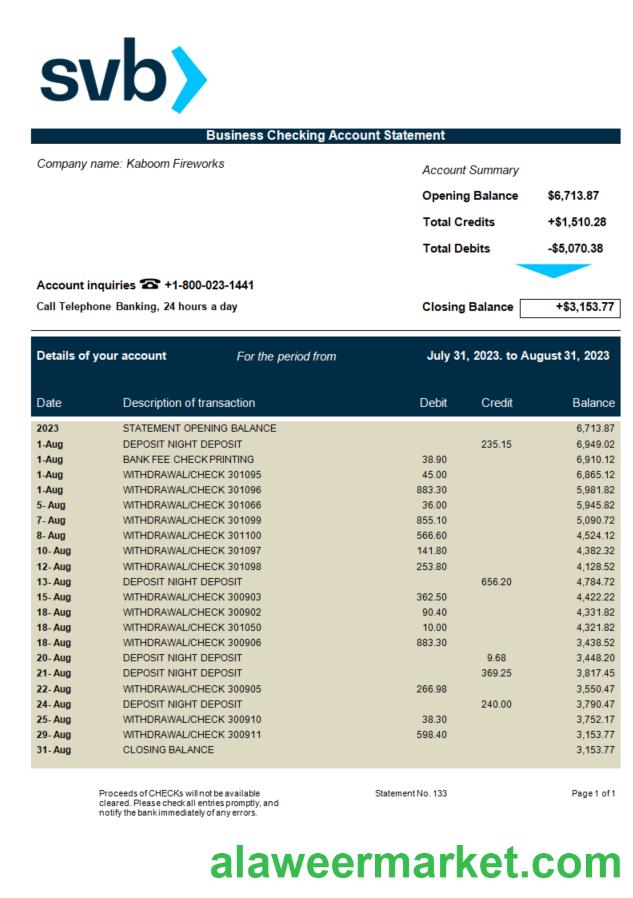 svb
Business Checking Account Statement
Company name: Kaboom Fireworks
Account Summary
Opening Balance $6,713.87
Total Credits +$1,510.28
Total Debits -$5,070.38
Account inquiries ☎ +1-800-023-1441
Call Telephone Banking, 24 hours a day
Closing Balance +$3,153.77
Details of your account For the period from July 31, 2023. to August 31, 2023
Date Description of transaction Debit Credit Balance
2023 STATEMENT OPENING BALANCE 6,713.87
1-Aug DEPOSIT NIGHT DEPOSIT 235.15 6,949.02
1-Aug BANK FEE CHECK PRINTING 38.90 6,910.12
1-Aug WITHDRAWAL/CHECK 301095 45.00 6,865.12
1-Aug WITHDRAWAL/CHECK 301096 883.30 5,981.82
5- Aug WITHDRAWAL/CHECK 301066 36.00 5,945.82
7- Aug WITHDRAWAL/CHECK 301099 855.10 5,090.72
8- Aug WITHDRAWAL/CHECK 301100 566.60 4,524.12
10- Aug WITHDRAWAL/CHECK 301097 141.80 4,382.32
12- Aug WITHDRAWAL/CHECK 301098 253.80 4,128.52
13- Aug DEPOSIT NIGHT DEPOSIT 656.20 4,784.72
15- Aug WITHDRAWAL/CHECK 300903 362.50 4,422.22
18- Aug WITHDRAWAL/CHECK 300902 90.40 4,331.82
18- Aug WITHDRAWAL/CHECK 301050 10.00 4,321.82
18- Aug WITHDRAWAL/CHECK 300906 883.30 3,438.52
20- Aug DEPOSIT NIGHT DEPOSIT 9.68 3,448.20
21- Aug DEPOSIT NIGHT DEPOSIT 369.25 3,817.45
22- Aug WITHDRAWAL/CHECK 300905 266.98 3,550.47
24- Aug DEPOSIT NIGHT DEPOSIT 240.00 3,790.47
25- Aug WITHDRAWAL/CHECK 300910 38.30 3,752.17
29- Aug WITHDRAWAL/CHECK 300911 598.40 3,153.77
31- Aug CLOSING BALANCE 3,153.77
Proceeds of CHECKs will not be available
cleared. Please check all entries promptly, and
notify the bank immediately of any errors.
Statement No. 133
Page 1 of 1
alaweermarket.com